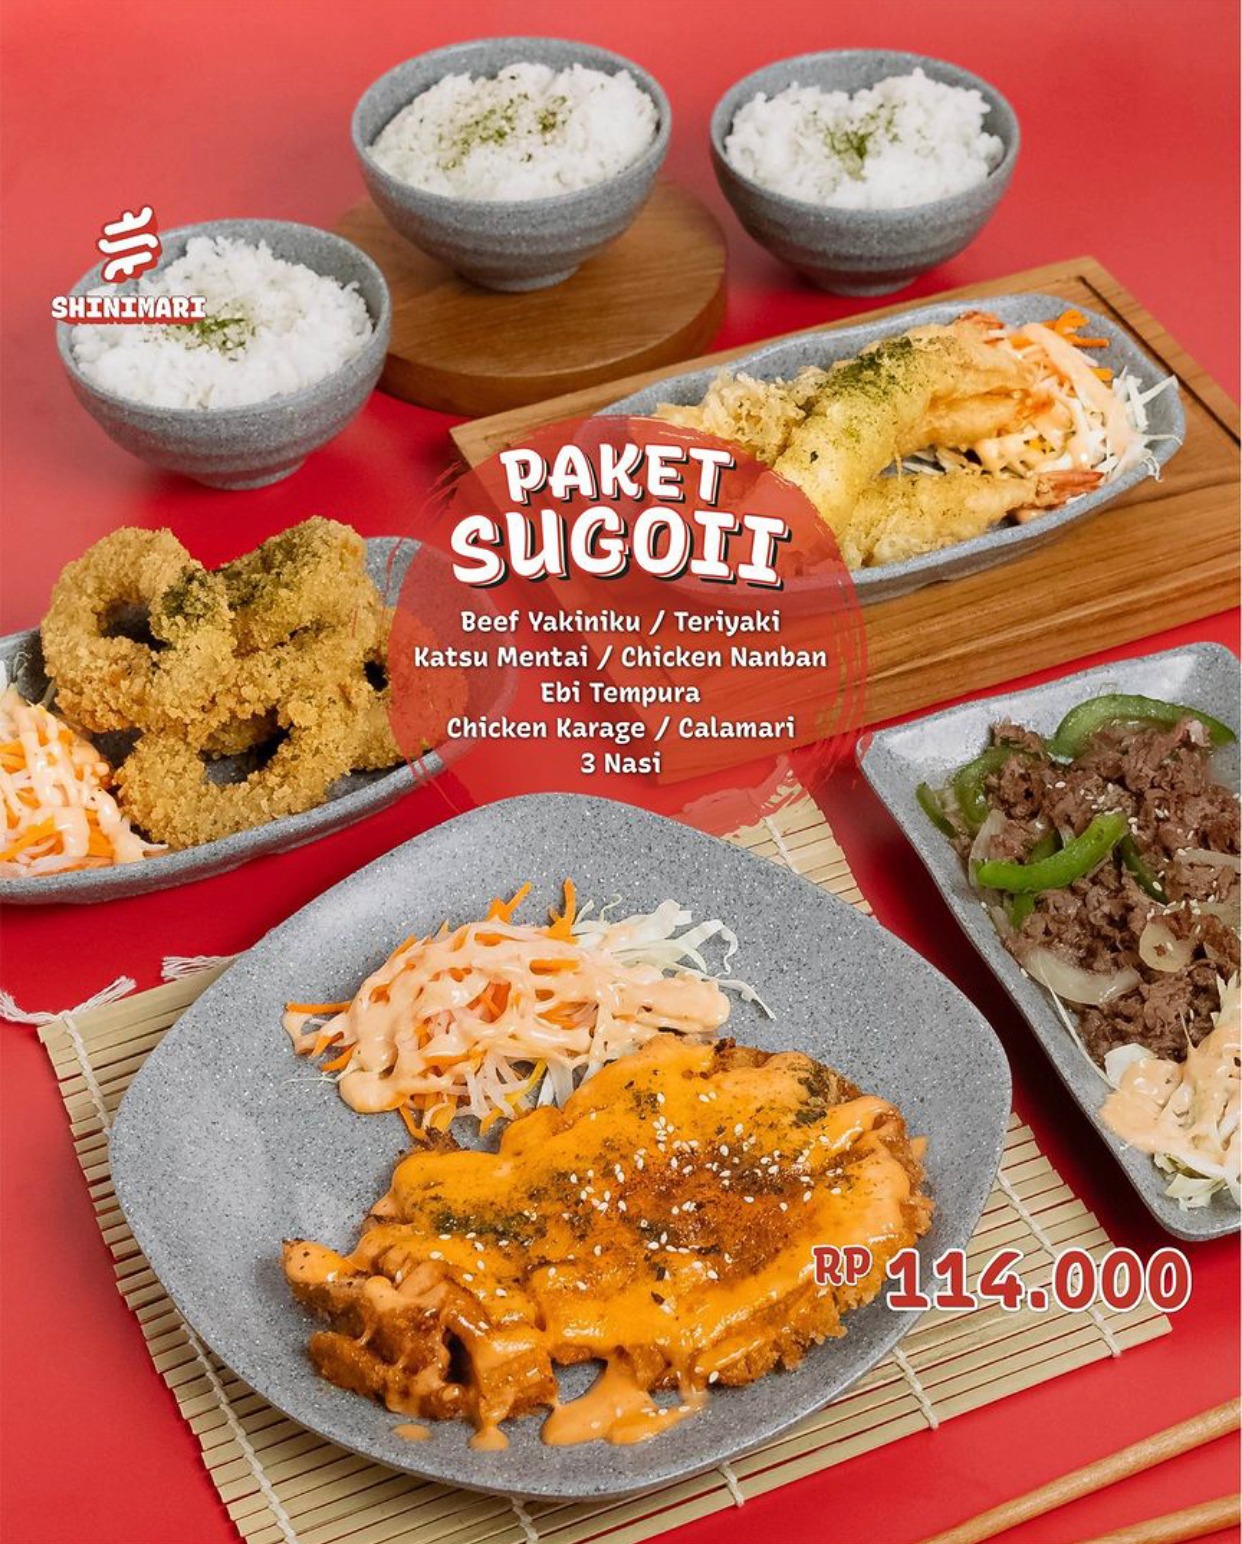 SHINIMARI
PAKET
SUGOII
Beef Yakiniku / Teriyaki
Katsu Mentai / Chicken Nanban
Ebi Tempura
Chicken Karage / Calamari
3 Nasi
RP 114.000